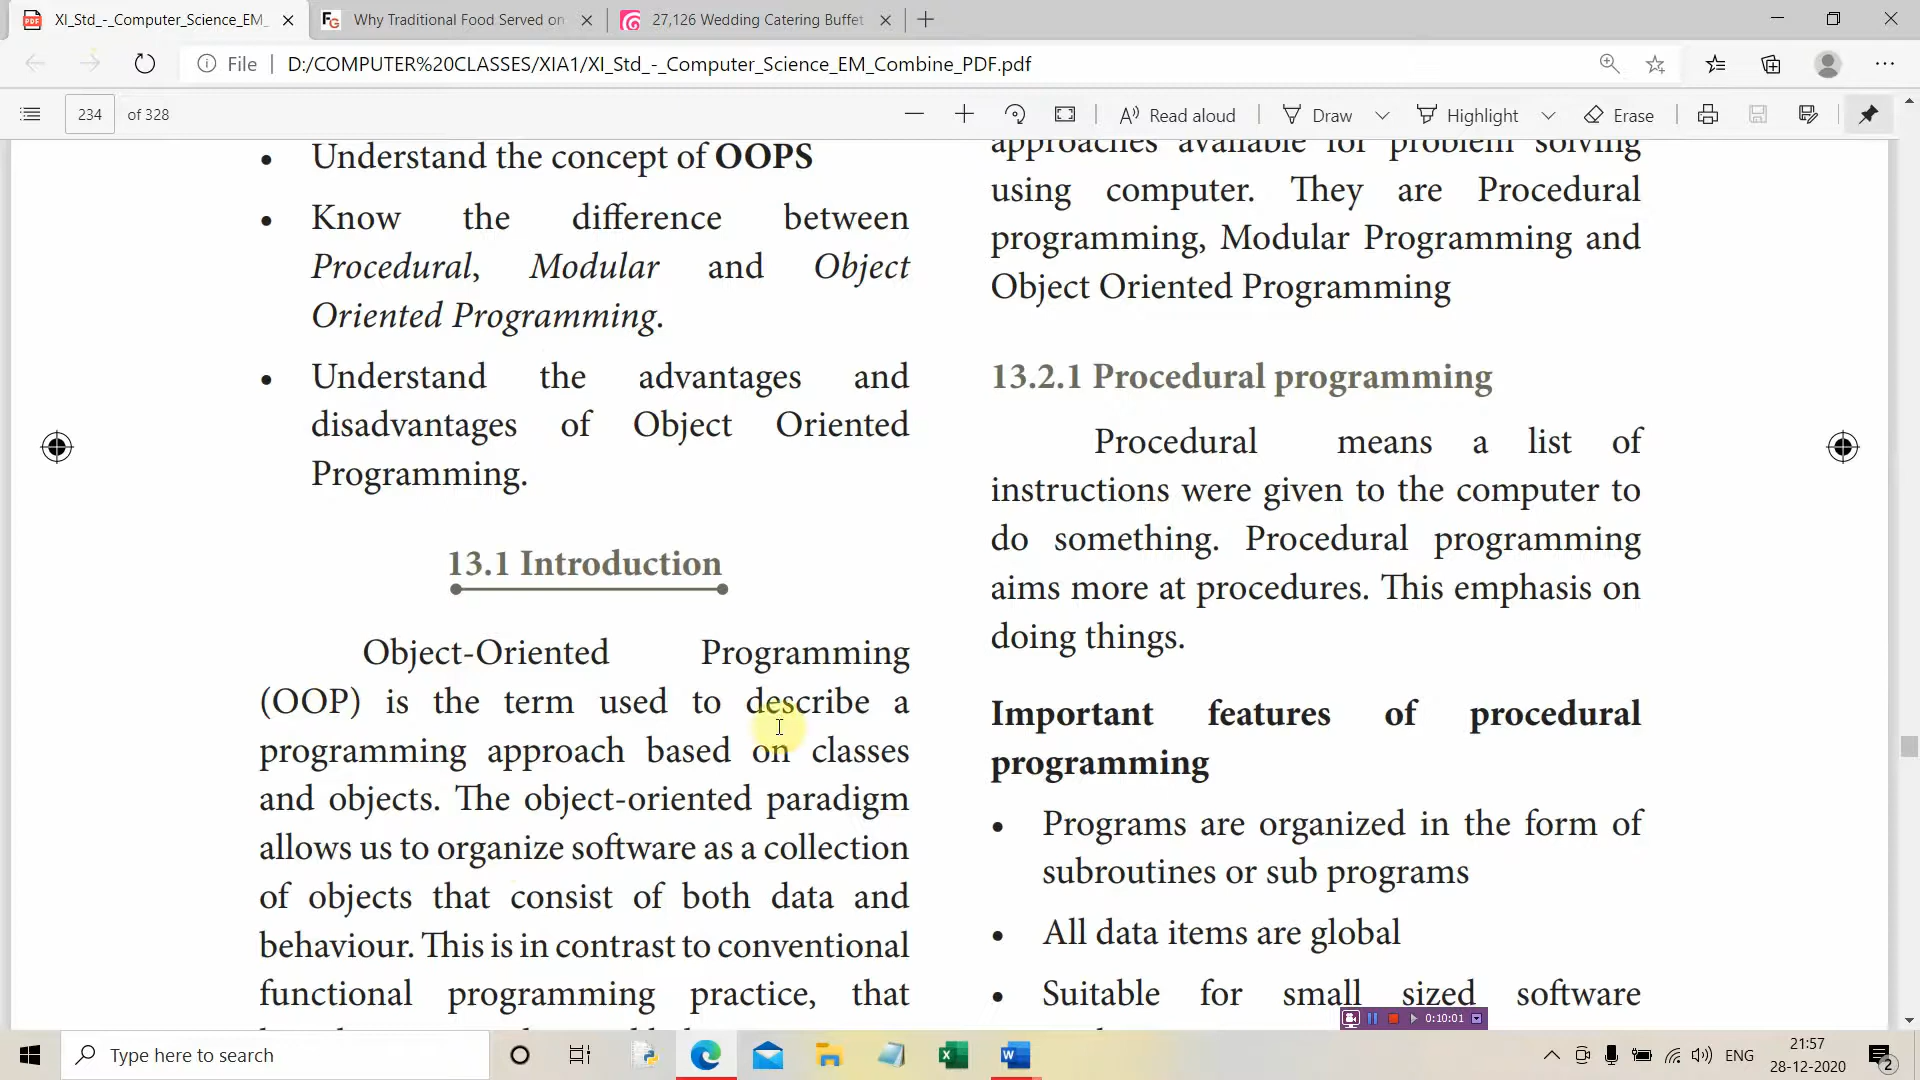 XI_Std_-_Computer_Science_EM_
Why Traditional Food Served on
27,126 Wedding Catering Buffet
File
D:/COMPUTER%20CLASSES/XIA1/XI_Std_-_Computer_Science_EM_Combine_PDF.pdf
234 of 328
Read aloud
Draw
Highlight
Erase
• Understand the concept of OOPS
• Know the difference between
Procedural, Modular and Object
Oriented Programming.
• Understand the advantages and
disadvantages of Object Oriented
Programming.
13.1 Introduction
Object-Oriented Programming
(OOP) is the term used to describe a
programming approach based on classes
and objects. The object-oriented paradigm
allows us to organize software as a collection
of objects that consist of both data and
behaviour. This is in contrast to conventional
functional programming practice, that
approaches available for problem solving
using computer. They are Procedural
programming, Modular Programming and
Object Oriented Programming
13.2.1 Procedural programming
Procedural means a list of
instructions were given to the computer to
do something. Procedural programming
aims more at procedures. This emphasis on
doing things.
Important features of procedural
programming
• Programs are organized in the form of
subroutines or sub programs
• All data items are global
• Suitable for small sized software
0:10:01
Type here to search
ENG
21:57
28-12-2020
2